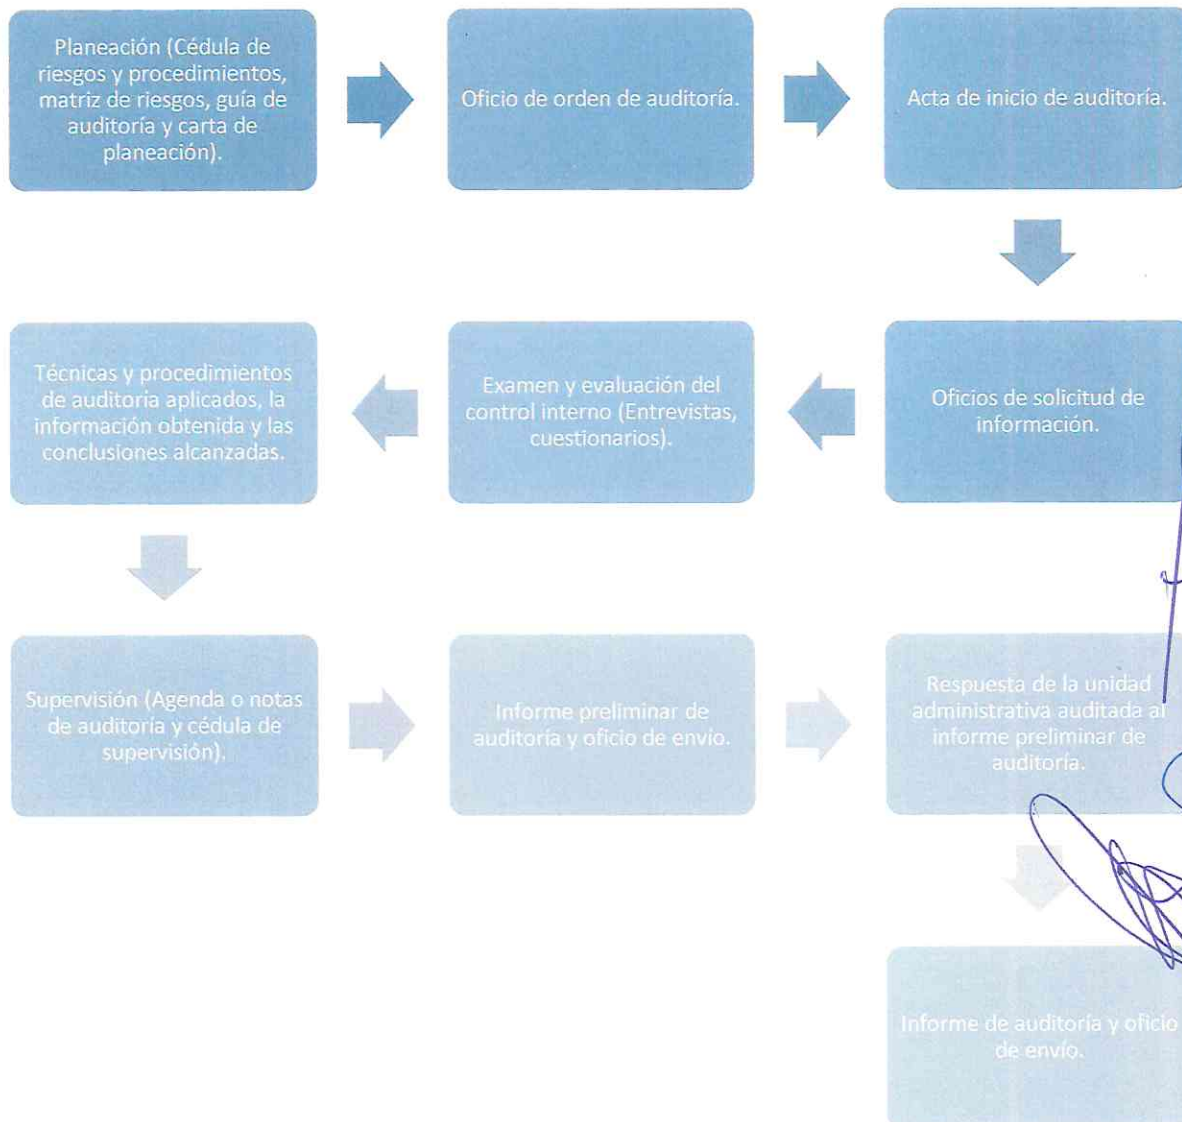 Planeación (Cédula de
riesgos y procedimientos,
matriz de riesgos, guía de
auditoría y carta de
planeación).
Oficio de orden de auditoría.
Acta de inicio de auditoría.
Oficios de solicitud de
información.
Examen y evaluación del
control interno (Entrevistas,
cuestionarios).
Técnicas y procedimientos
de auditoría aplicados, la
información obtenida y las
conclusiones alcanzadas.
Supervisión (Agenda o notas
de auditoría y cédula de
supervisión).
Informe preliminar de
auditoría y oficio de envío.
Respuesta de la unidad
administrativa auditada al
informe preliminar de
auditoría.
Informe de auditoría y oficio
de envío.